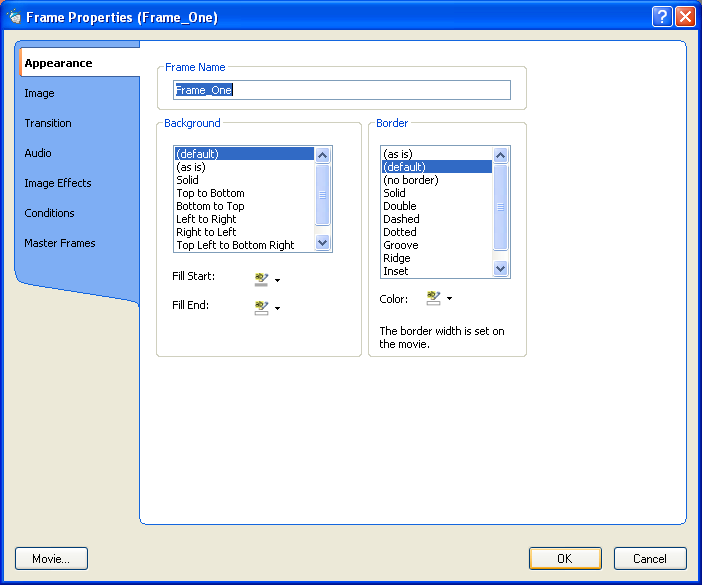 Frame Properties (Frame_One)
Appearance
Image
Transition
Audio
Image Effects
Conditions
Master Frames
Frame Name
Frame_One
Background
(default)
(as is)
Solid
Top to Bottom
Bottom to Top
Left to Right
Right to Left
Top Left to Bottom Right
Fill Start:
Fill End:
Border
(as is)
(default)
(no border)
Solid
Double
Dashed
Dotted
Groove
Ridge
Inset
Color:
The border width is set on
the movie.
Movie...
OK
Cancel